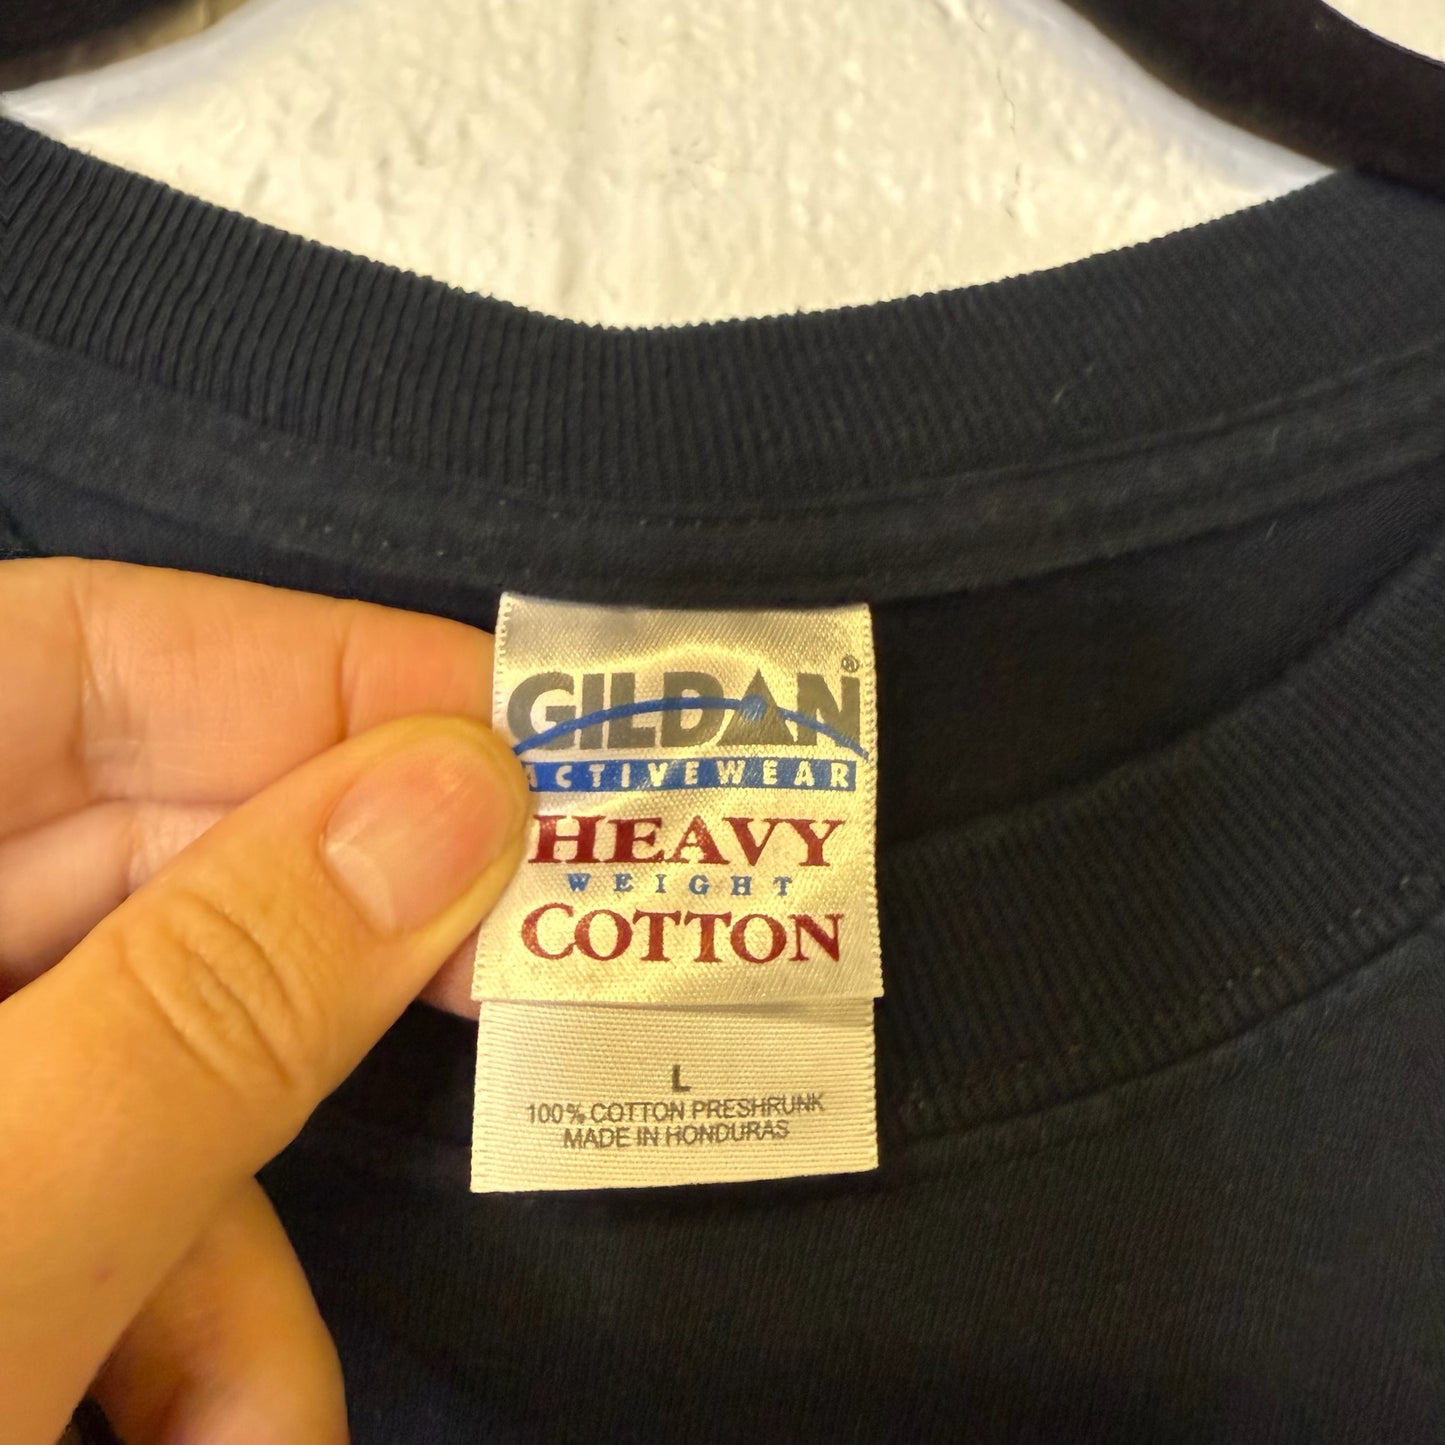 GILDAN®
ACTIVEWEAR
HEAVY
WEIGHT
COTTON
L
100% COTTON PRESHRUNK
MADE IN HONDURAS